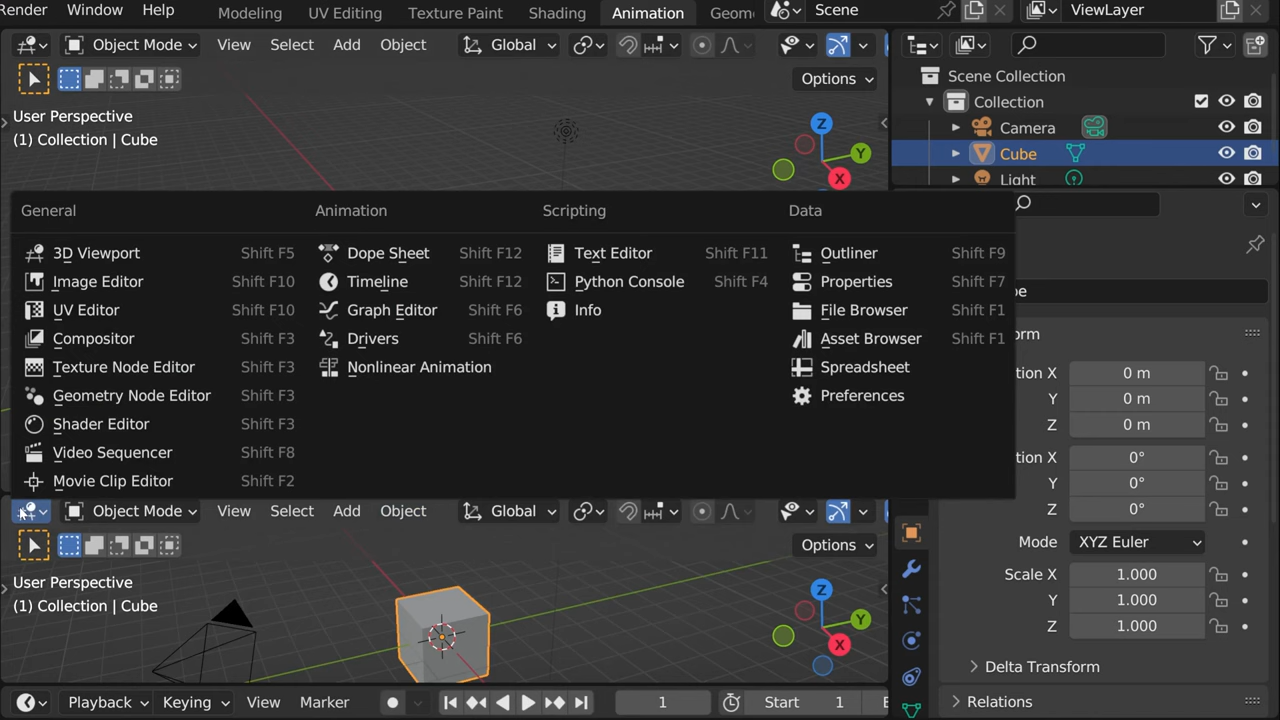 Render Window Help Modeling UV Editing Texture Paint Shading Animation Geom Scene ViewLayer
Object Mode View Select Add Object Global
Options
User Perspective
(1) Collection | Cube
Z
Y
X
Scene Collection
Collection
Camera
Cube
Light
General Animation Scripting Data
3D Viewport Shift F5 Dope Sheet Shift F12 Text Editor Shift F11 Outliner Shift F9
Image Editor Shift F10 Timeline Shift F12 Python Console Shift F4 Properties Shift F7
UV Editor Shift F10 Graph Editor Shift F6 Info File Browser Shift F1
Compositor Shift F3 Drivers Shift F6 Asset Browser Shift F1
Texture Node Editor Shift F3 Nonlinear Animation Spreadsheet
Geometry Node Editor Shift F3 Preferences
Shader Editor Shift F3
Video Sequencer Shift F8
Movie Clip Editor Shift F2
be
orm
tion X 0 m
Y 0 m
Z 0 m
tion X 0°
Y 0°
Z 0°
Mode XYZ Euler
Scale X 1.000
Y 1.000
Z 1.000
Delta Transform
Relations
Object Mode View Select Add Object Global
Options
User Perspective
(1) Collection | Cube
Z
Y
X
Playback Keying View Marker 1 Start 1